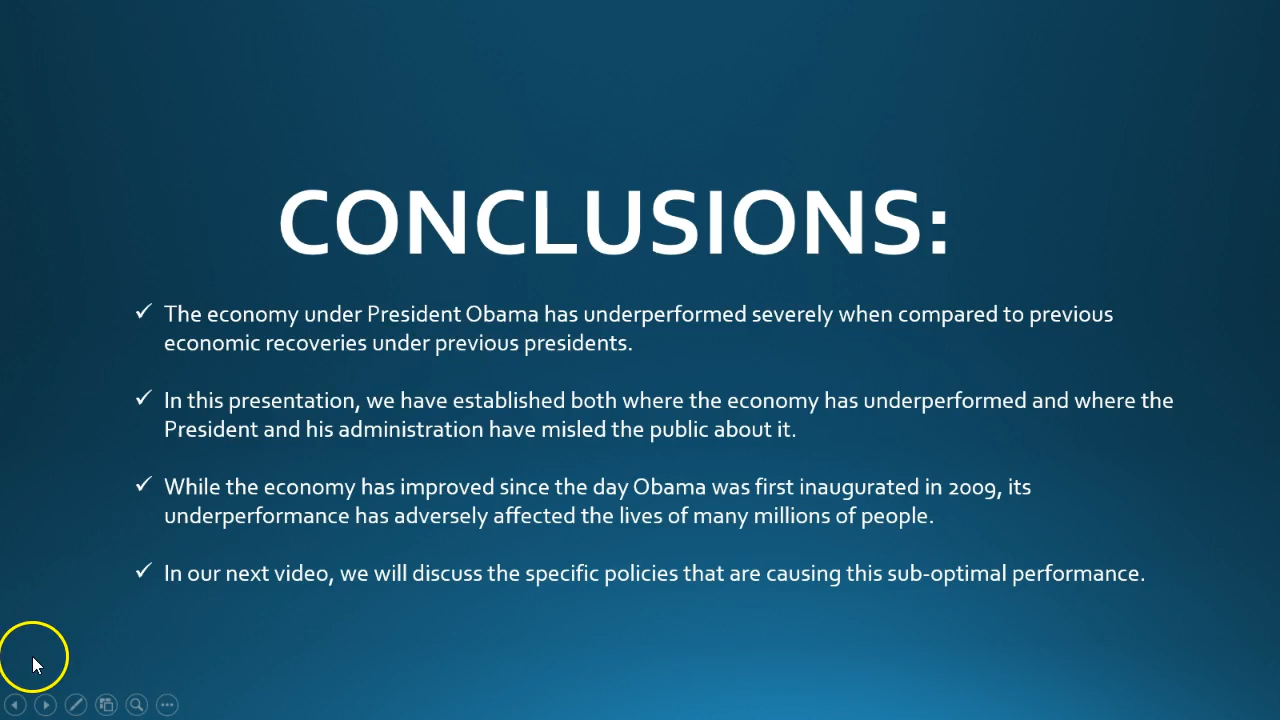 CONCLUSIONS:
✓ The economy under President Obama has underperformed severely when compared to previous
economic recoveries under previous presidents.
✓ In this presentation, we have established both where the economy has underperformed and where the
President and his administration have misled the public about it.
✓ While the economy has improved since the day Obama was first inaugurated in 2009, its
underperformance has adversely affected the lives of many millions of people.
✓ In our next video, we will discuss the specific policies that are causing this sub-optimal performance.